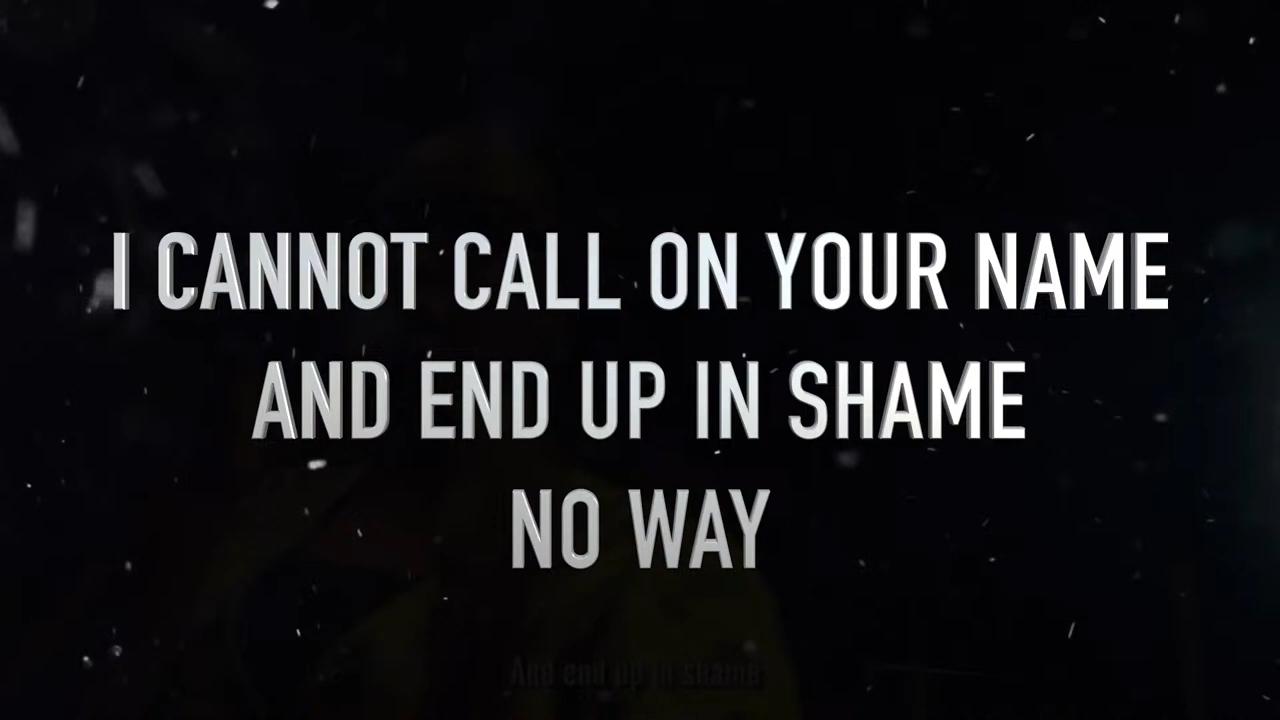 I CANNOT CALL ON YOUR NAME
AND END UP IN SHAME
NO WAY
And end up in shame